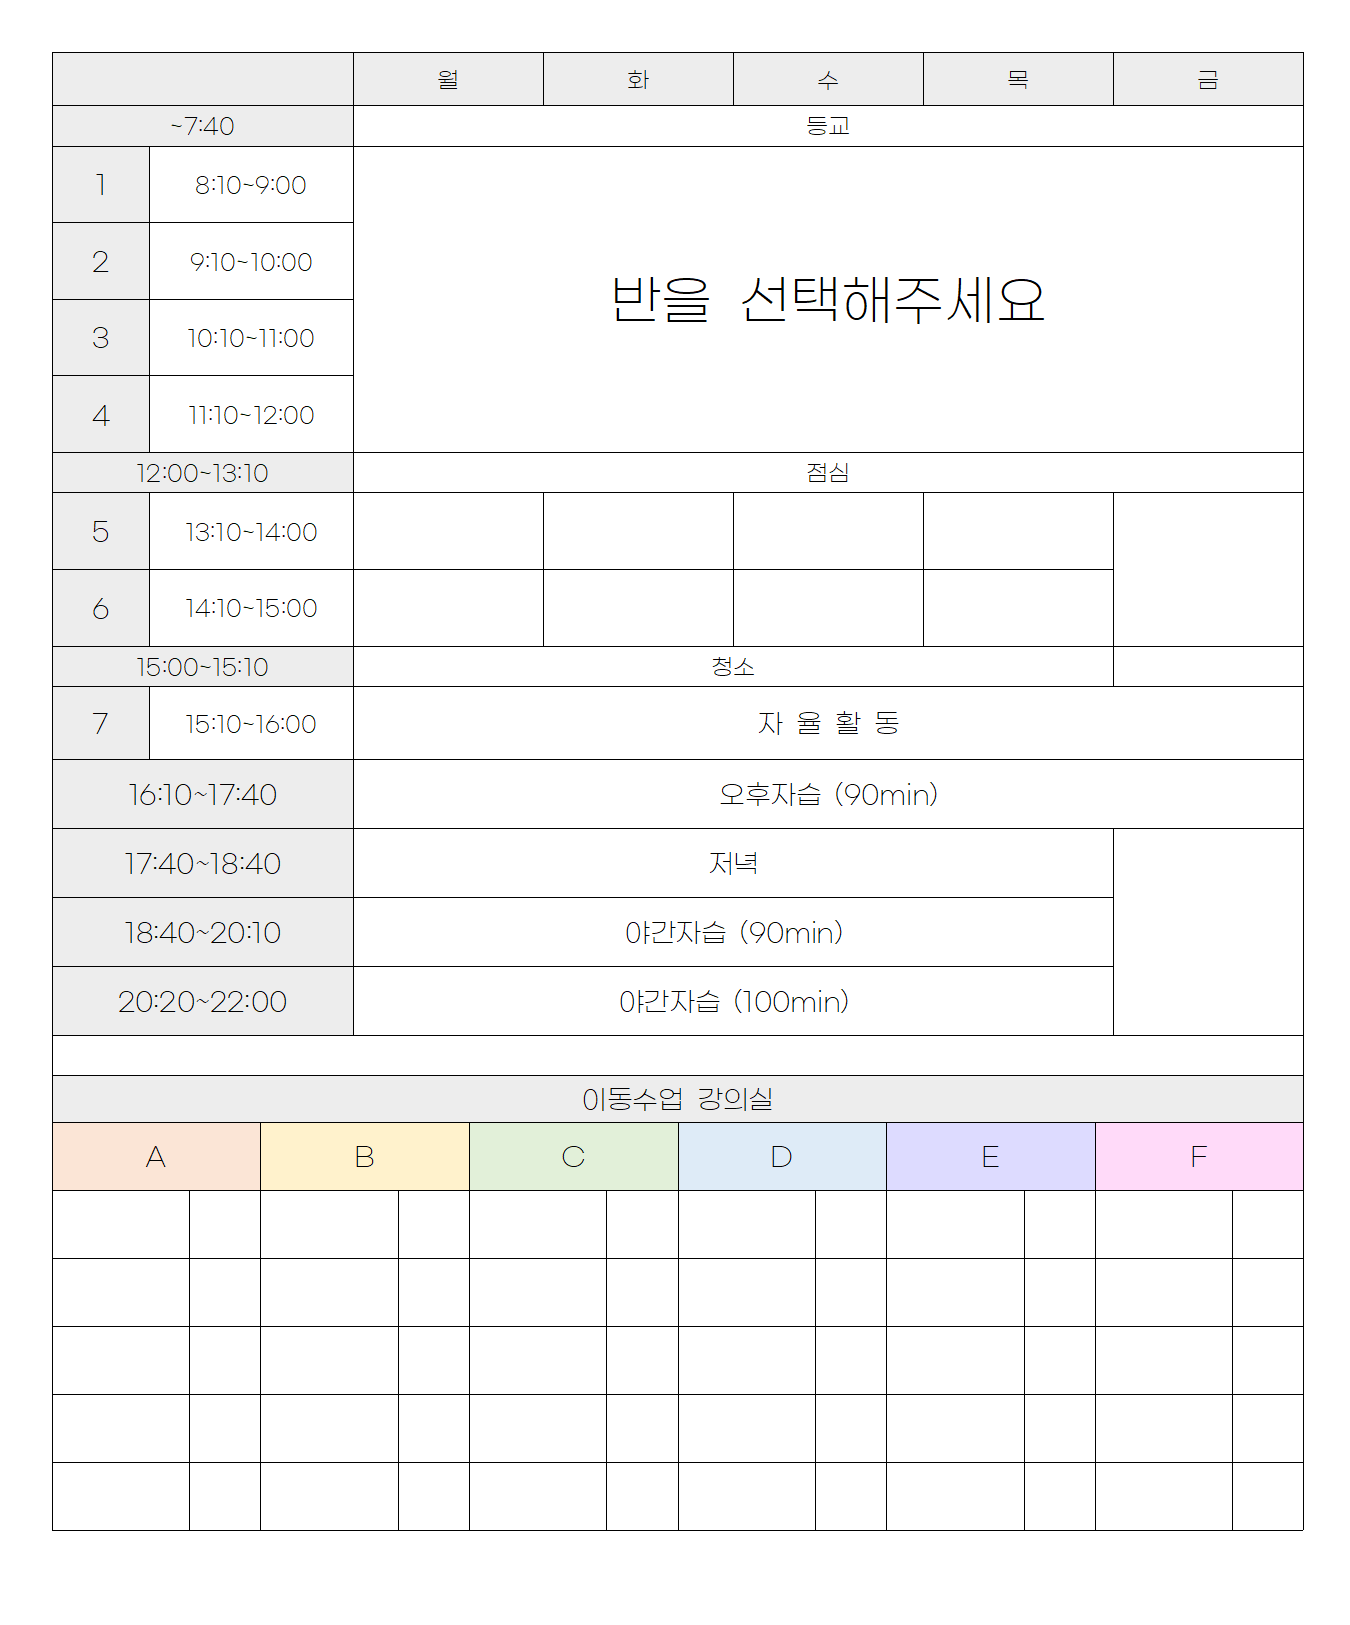 월 화 수 목 금
~7:40 등교
1 8:10~9:00
2 9:10~10:00
반을 선택해주세요
3 10:10~11:00
4 11:10~12:00
12:00~13:10 점심
5 13:10~14:00
6 14:10~15:00
15:00~15:10 청소
7 15:10~16:00 자 율 활 동
16:10~17:40 오후자습 (90min)
17:40~18:40 저녁
18:40~20:10 야간자습 (90min)
20:20~22:00 야간자습 (100min)
이동수업 강의실
A B C D E F